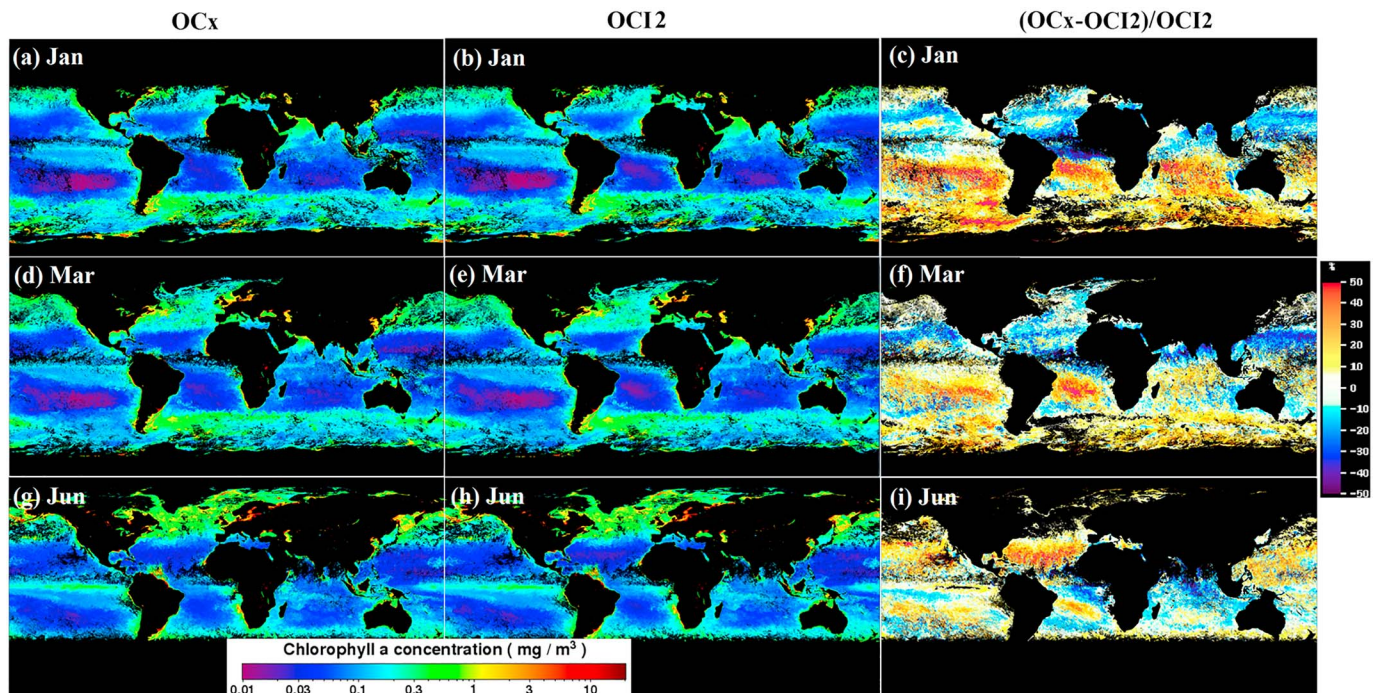 OCx OCI2 (OCx-OCI2)/OCI2
(a) Jan (b) Jan (c) Jan
(d) Mar (e) Mar (f) Mar
%
50
40
30
20
10
0
−10
−20
−30
−40
−50
(g) Jun (h) Jun (i) Jun
Chlorophyll a concentration ( mg / m³ )
0.01 0.03 0.1 0.3 1 3 10